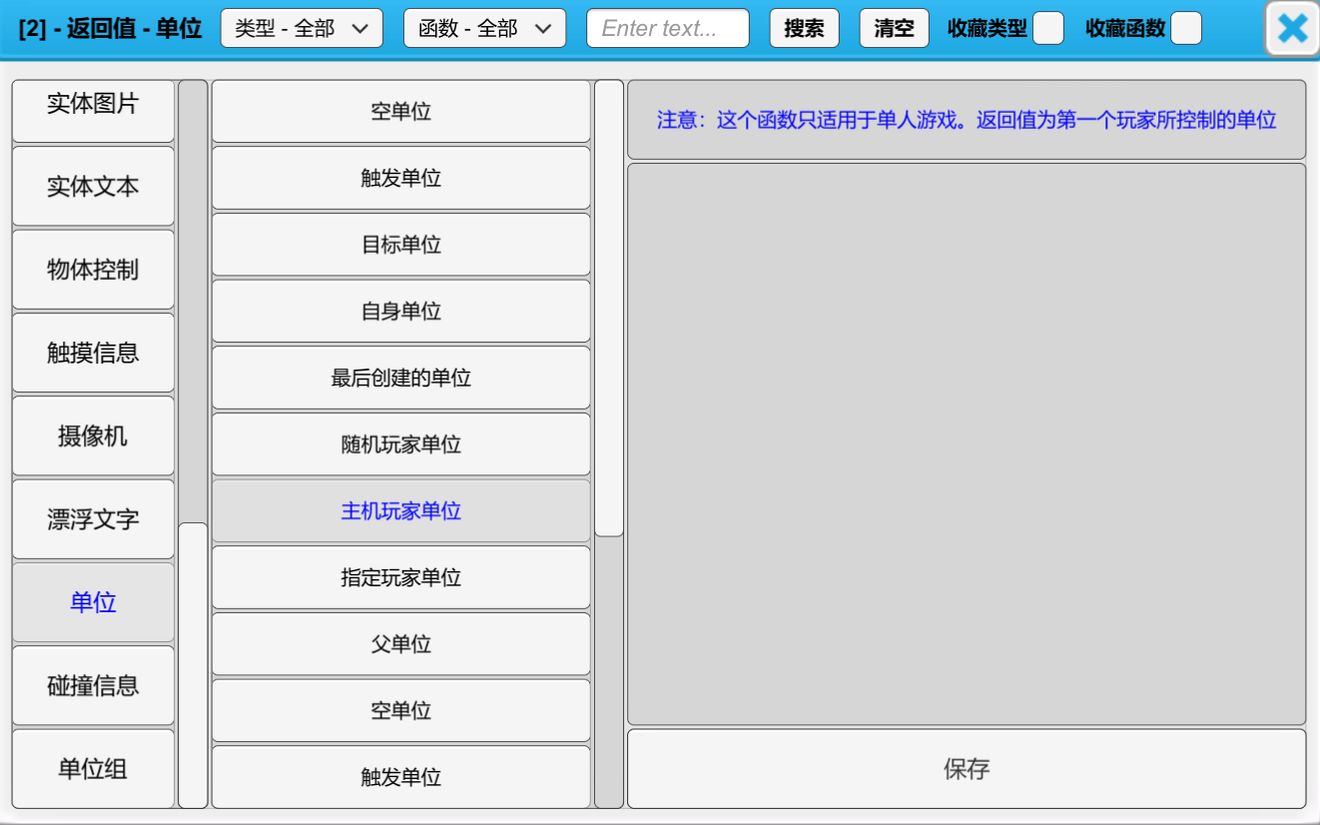 [2] - 返回值 - 单位
类型 - 全部
函数 - 全部
Enter text...
搜索
清空
收藏类型
收藏函数
实体图片
实体文本
物体控制
触摸信息
摄像机
漂浮文字
单位
碰撞信息
单位组
空单位
触发单位
目标单位
自身单位
最后创建的单位
随机玩家单位
主机玩家单位
指定玩家单位
父单位
空单位
触发单位
注意：这个函数只适用于单人游戏。返回值为第一个玩家所控制的单位
保存